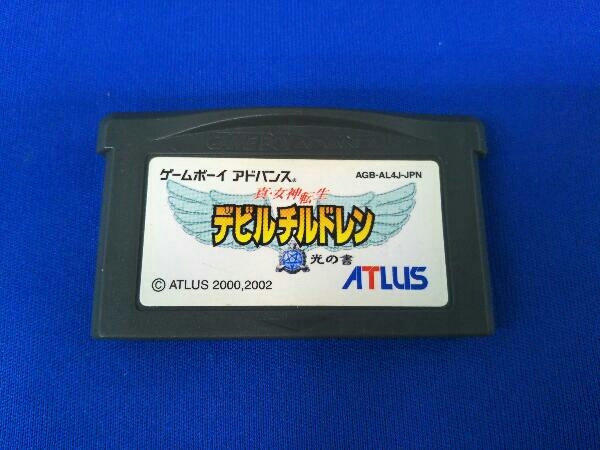 ゲームボーイ アドバンス
AGB-AL4J-JPN
真・女神転生
デビルチルドレン
光の書
© ATLUS 2000,2002
ATLUS